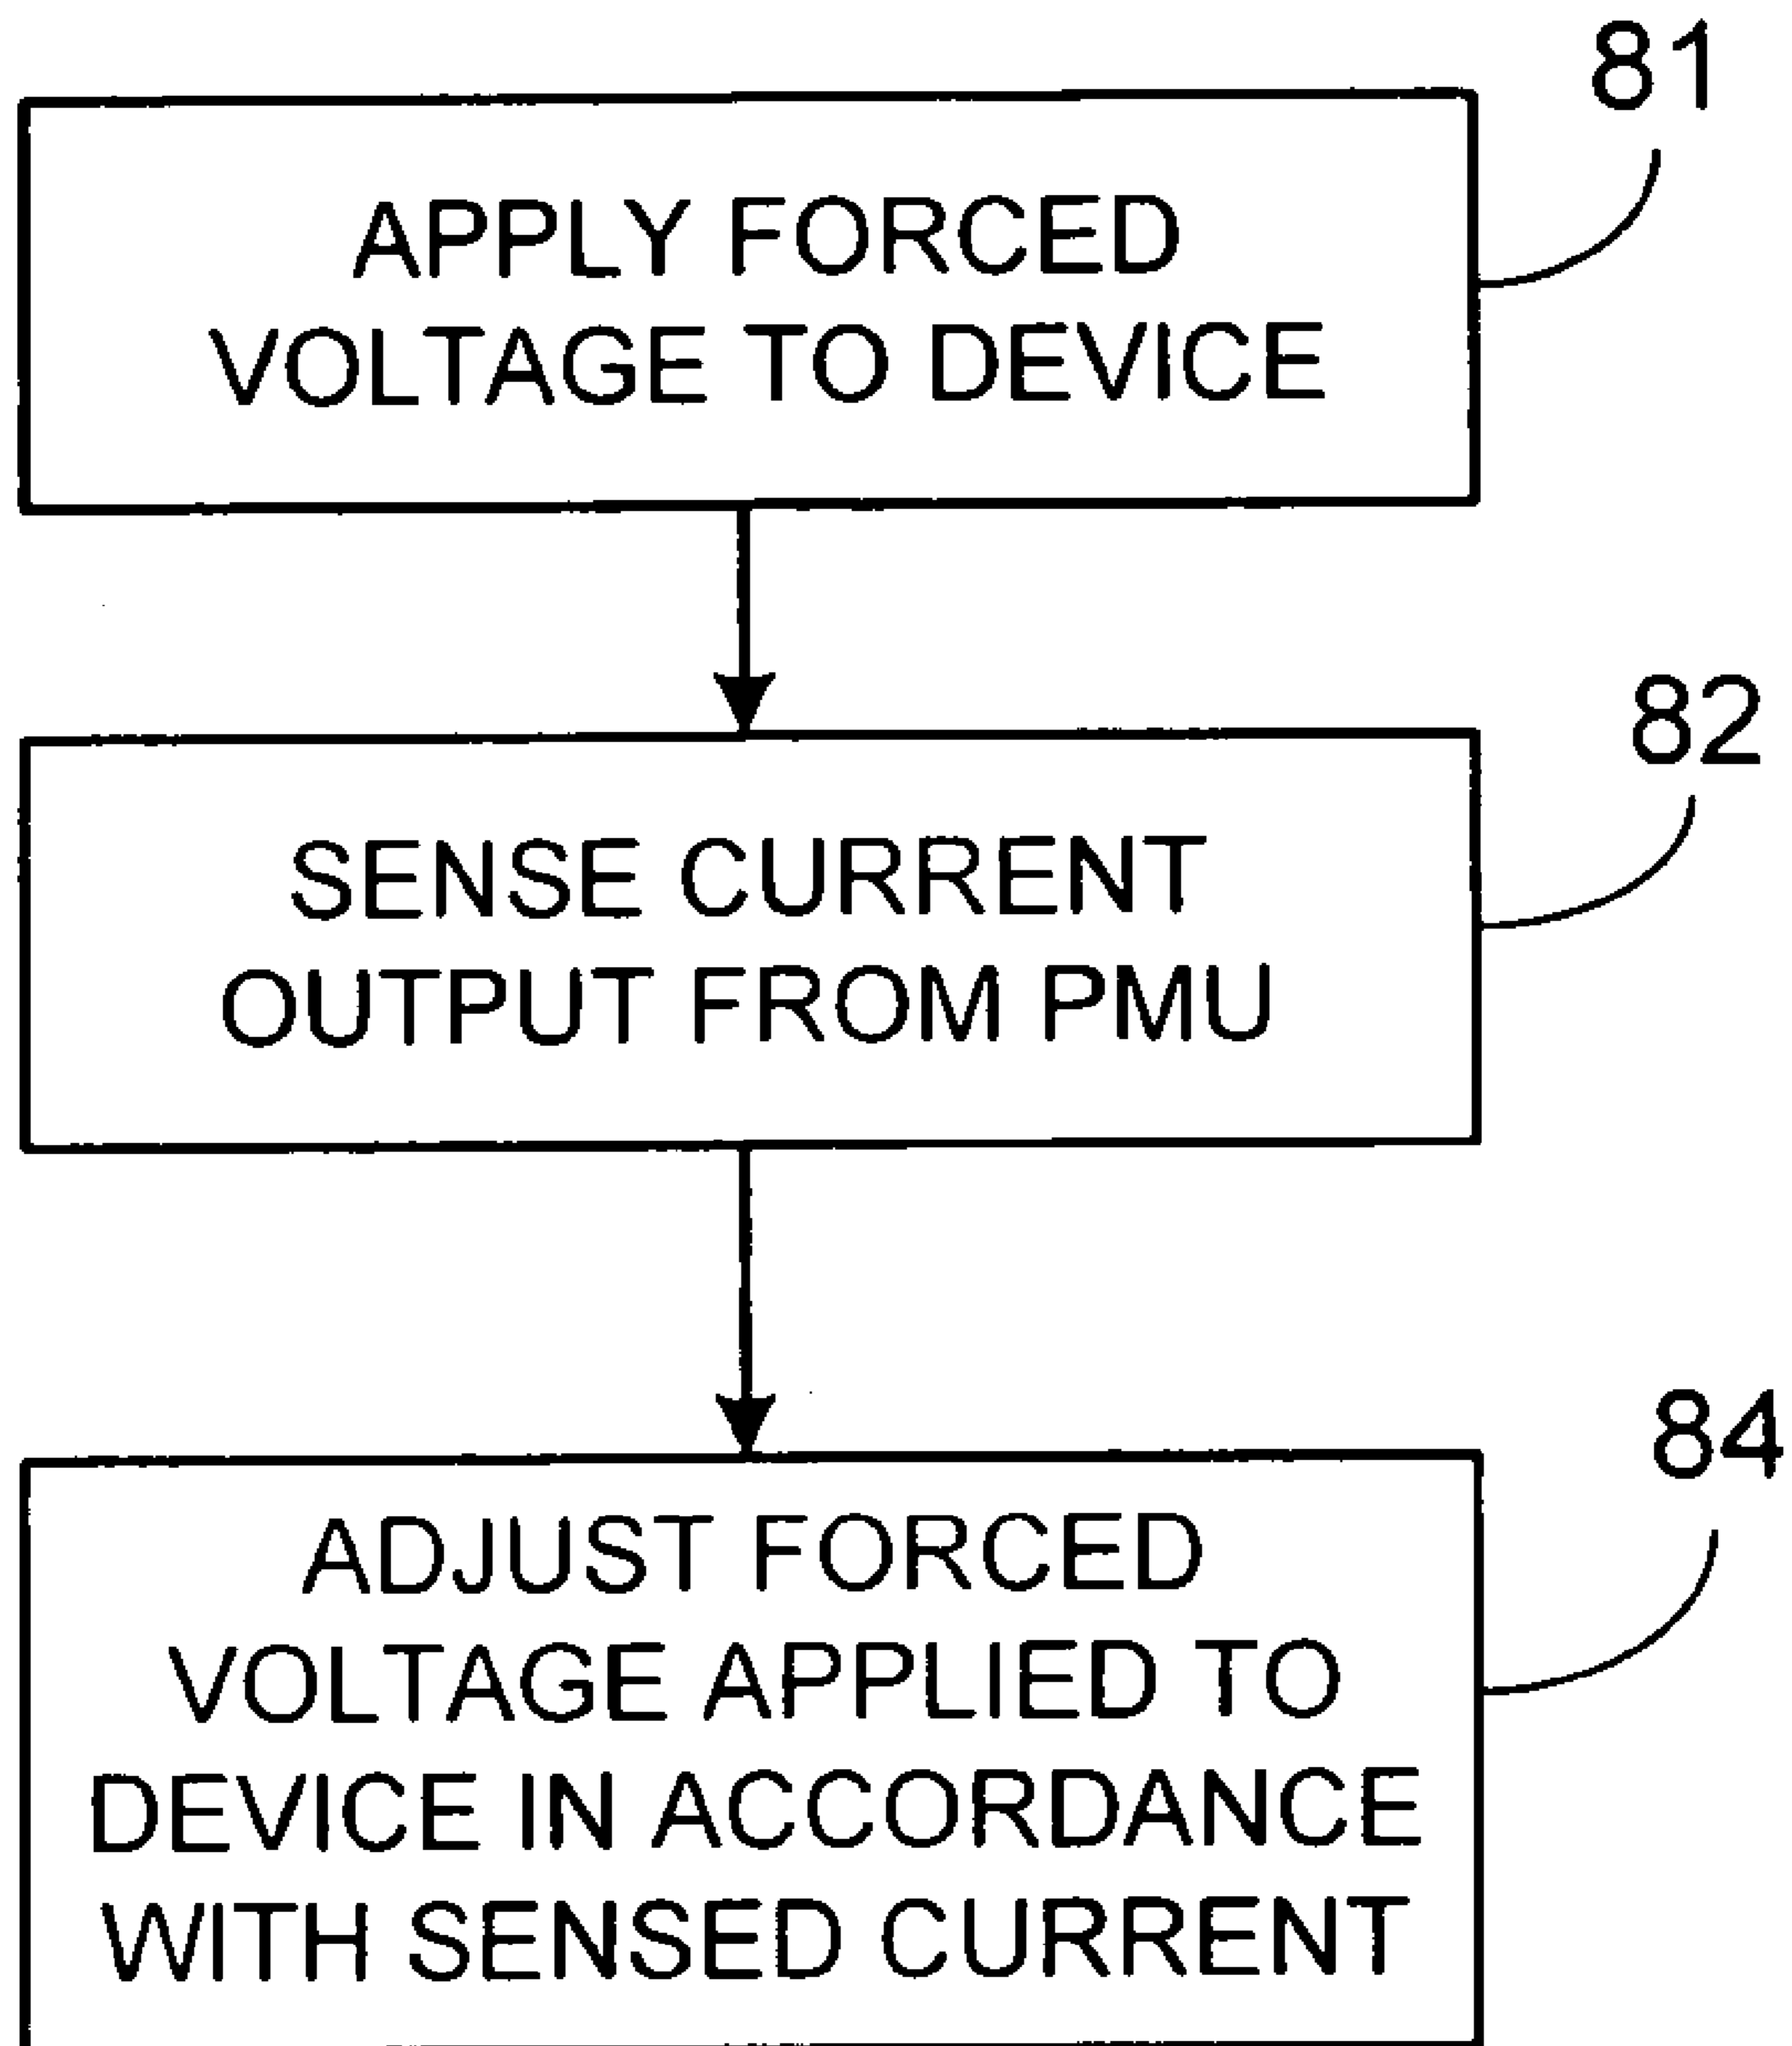 81
APPLY FORCED
VOLTAGE TO DEVICE
82
SENSE CURRENT
OUTPUT FROM PMU
84
ADJUST FORCED
VOLTAGE APPLIED TO
DEVICE IN ACCORDANCE
WITH SENSED CURRENT